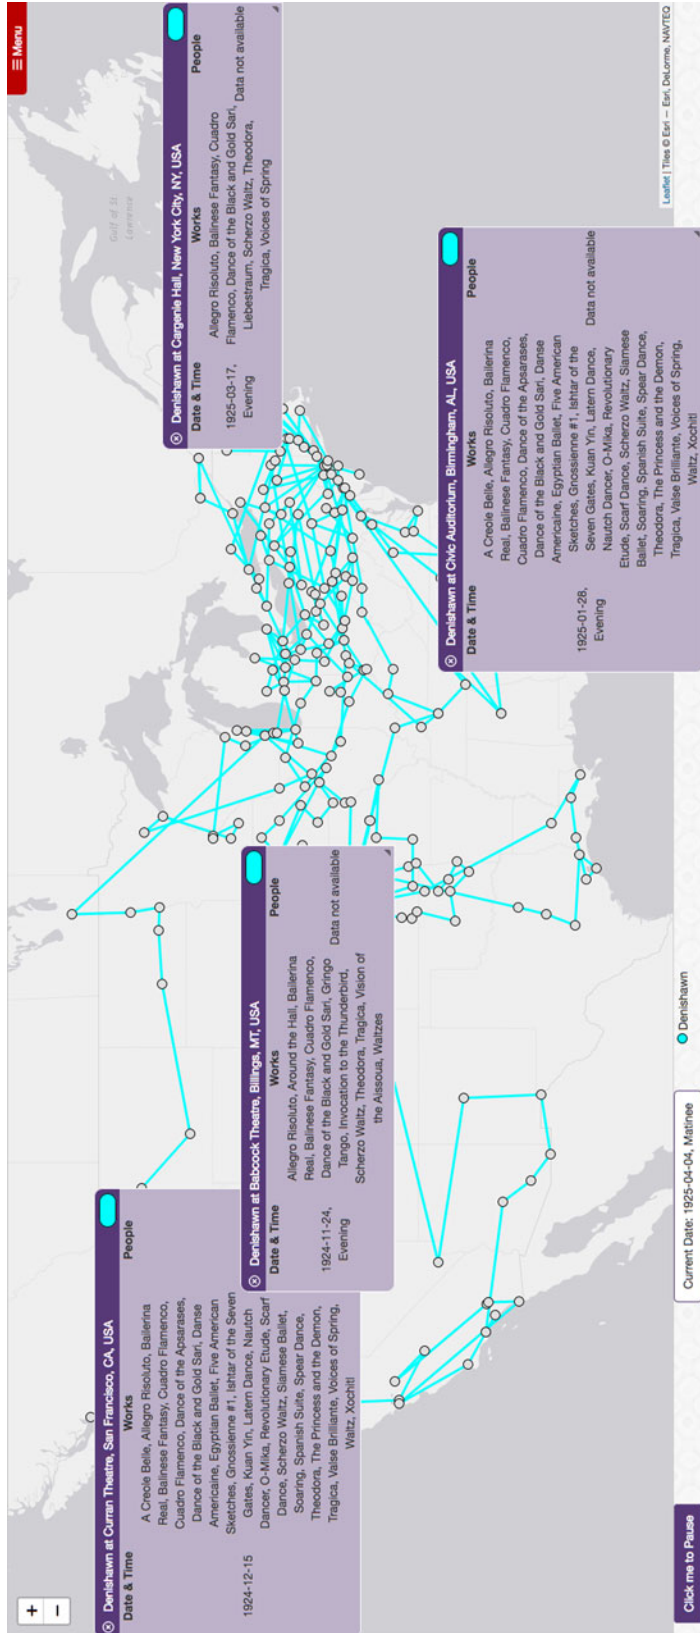 +
−
☰ Menu
Gulf of St.
Lawrence
ⓧ Denishawn at Curran Theatre, San Francisco, CA, USA
Date & Time Works People
1924-12-15
A Creole Belle, Allegro Risoluto, Bailerina
Real, Balinese Fantasy, Cuadro Flamenco,
Cuadro Flamenco, Dance of the Apsarases,
Dance of the Black and Gold Sari, Danse
Americaine, Egyptian Ballet, Five American
Sketches, Gnossienne #1, Ishtar of the Seven
Gates, Kuan Yin, Latern Dance, Nautch
Dancer, O-Mika, Revolutionary Etude, Scarf
Dance, Scherzo Waltz, Siamese Ballet,
Soaring, Spanish Suite, Spear Dance,
Theodora, The Princess and the Demon,
Tragica, Valse Brilliante, Voices of Spring,
Waltz, Xochitl
ⓧ Denishawn at Babcock Theatre, Billings, MT, USA
Date & Time Works People
1924-11-24,
Evening
Allegro Risoluto, Around the Hall, Bailerina
Real, Balinese Fantasy, Cuadro Flamenco,
Dance of the Black and Gold Sari, Gringo
Tango, Invocation to the Thunderbird,
Scherzo Waltz, Theodora, Tragica, Vision of
the Aissoua, Waltzes
Data not available
ⓧ Denishawn at Cargenie Hall, New York City, NY, USA
Date & Time Works People
1925-03-17,
Evening
Allegro Risoluto, Balinese Fantasy, Cuadro
Flamenco, Dance of the Black and Gold Sari,
Liebestraum, Scherzo Waltz, Theodora,
Tragica, Voices of Spring
Data not available
ⓧ Denishawn at Civic Auditorium, Birmingham, AL, USA
Date & Time Works People
1925-01-28,
Evening
A Creole Belle, Allegro Risoluto, Bailerina
Real, Balinese Fantasy, Cuadro Flamenco,
Cuadro Flamenco, Dance of the Apsarases,
Dance of the Black and Gold Sari, Danse
Americaine, Egyptian Ballet, Five American
Sketches, Gnossienne #1, Ishtar of the
Seven Gates, Kuan Yin, Latern Dance,
Nautch Dancer, O-Mika, Revolutionary
Etude, Scarf Dance, Scherzo Waltz, Siamese
Ballet, Soaring, Spanish Suite, Spear Dance,
Theodora, The Princess and the Demon,
Tragica, Valse Brilliante, Voices of Spring,
Waltz, Xochitl
Data not available
Leaflet | Tiles © Esri — Esri, DeLorme, NAVTEQ
Click me to Pause
Current Date: 1925-04-04, Matinee
Denishawn